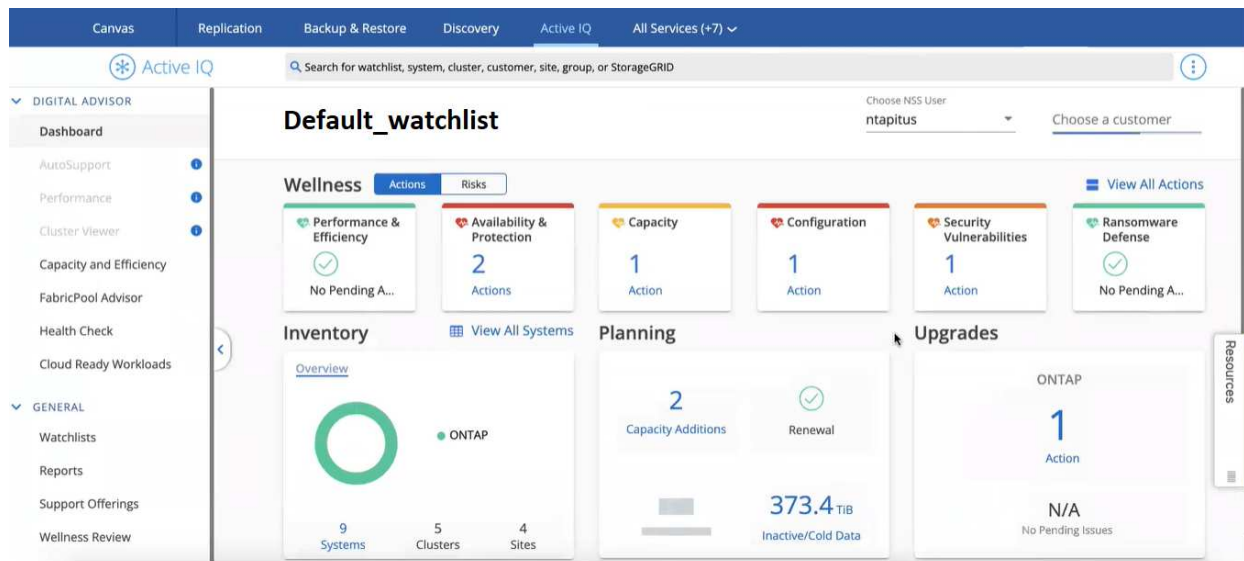 Canvas Replication Backup & Restore Discovery Active IQ All Services (+7)
Active IQ
Search for watchlist, system, cluster, customer, site, group, or StorageGRID
DIGITAL ADVISOR
Dashboard
AutoSupport
Performance
Cluster Viewer
Capacity and Efficiency
FabricPool Advisor
Health Check
Cloud Ready Workloads
GENERAL
Watchlists
Reports
Support Offerings
Wellness Review
Default_watchlist
Choose NSS User
ntapitus
Choose a customer
Wellness Actions Risks View All Actions
Performance &
Efficiency
No Pending A...
Availability &
Protection
2
Actions
Capacity
1
Action
Configuration
1
Action
Security
Vulnerabilities
1
Action
Ransomware
Defense
No Pending A...
Inventory View All Systems
Overview
ONTAP
9
Systems
5
Clusters
4
Sites
Planning
2
Capacity Additions
Renewal
373.4 TiB
Inactive/Cold Data
Upgrades
ONTAP
1
Action
N/A
No Pending Issues
Resources